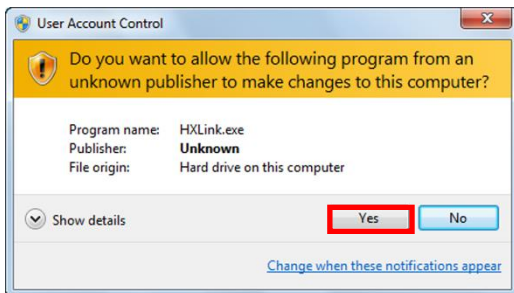 User Account Control
Do you want to allow the following program from an
unknown publisher to make changes to this computer?
Program name: HXLink.exe
Publisher: Unknown
File origin: Hard drive on this computer
Show details
Yes No
Change when these notifications appear